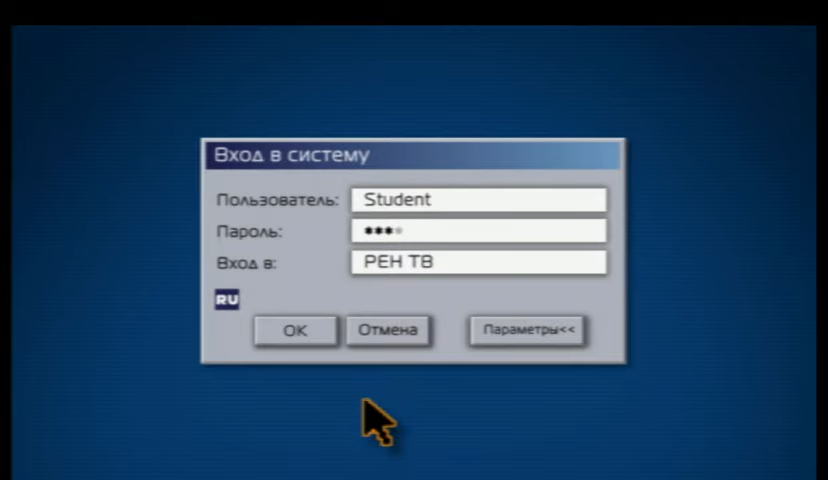 Вход в систему
Пользователь: Student
Пароль: ••••
Вход в: РЕН ТВ
RU
OK Отмена Параметры<<